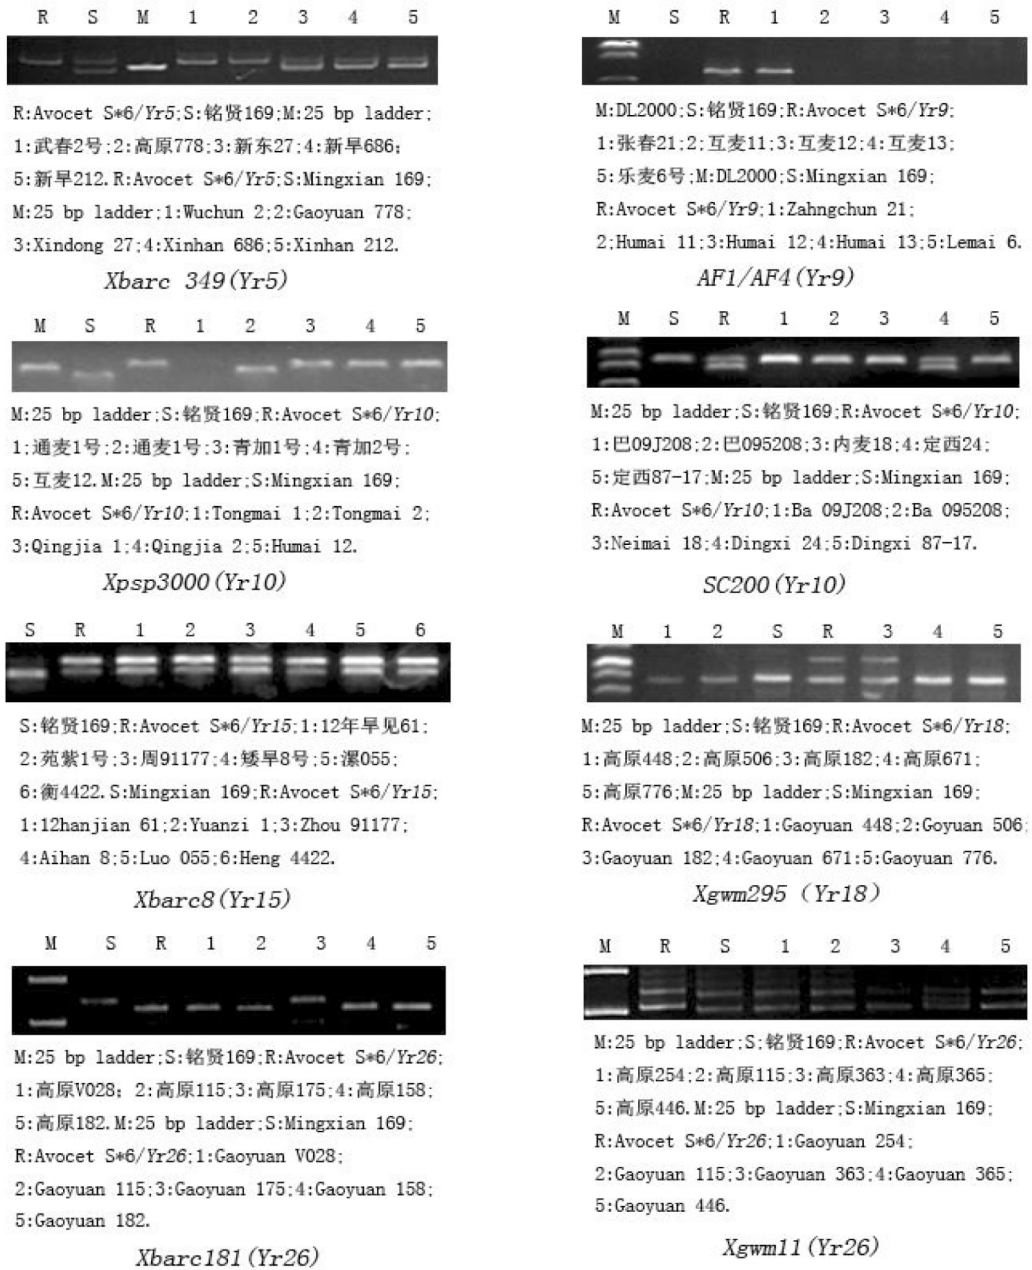 R S M 1 2 3 4 5
R:Avocet S*6/Yr5;S:铭贤169;M:25 bp ladder;
1:武春2号;2:高原778;3:新东27;4:新旱686;
5:新旱212.R:Avocet S*6/Yr5;S:Mingxian 169;
M:25 bp ladder;1:Wuchun 2;2:Gaoyuan 778;
3:Xindong 27;4:Xinhan 686;5:Xinhan 212.
Xbarc 349(Yr5)
M S R 1 2 3 4 5
M:DL2000;S:铭贤169;R:Avocet S*6/Yr9;
1:张春21;2;互麦11;3:互麦12;4:互麦13;
5:乐麦6号;M:DL2000;S:Mingxian 169;
R:Avocet S*6/Yr9;1:Zahngchun 21;
2;Humai 11;3:Humai 12;4:Humai 13;5:Lemai 6.
AF1/AF4(Yr9)
M S R 1 2 3 4 5
M:25 bp ladder;S:铭贤169;R:Avocet S*6/Yr10;
1;通麦1号;2:通麦1号;3:青加1号;4:青加2号;
5:互麦12.M:25 bp ladder;S:Mingxian 169;
R:Avocet S*6/Yr10;1:Tongmai 1;2:Tongmai 2;
3:Qingjia 1;4:Qingjia 2;5:Humai 12.
Xpsp3000(Yr10)
M S R 1 2 3 4 5
M:25 bp ladder;S:铭贤169;R:Avocet S*6/Yr10;
1:巴09J208;2:巴095208;3:内麦18;4:定西24;
5:定西87-17;M:25 bp ladder;S:Mingxian 169;
R:Avocet S*6/Yr10;1:Ba 09J208;2:Ba 095208;
3:Neimai 18;4:Dingxi 24;5:Dingxi 87-17.
SC200(Yr10)
S R 1 2 3 4 5 6
S:铭贤169;R:Avocet S*6/Yr15;1:12年旱见61;
2:苑紫1号;3:周91177;4:矮旱8号;5:漯055;
6:衡4422.S:Mingxian 169;R:Avocet S*6/Yr15;
1:12hanjian 61;2:Yuanzi 1;3:Zhou 91177;
4:Aihan 8;5:Luo 055;6:Heng 4422.
Xbarc8(Yr15)
M 1 2 S R 3 4 5
M:25 bp ladder;S:铭贤169;R:Avocet S*6/Yr18;
1:高原448;2:高原506;3:高原182;4:高原671;
5:高原776;M:25 bp ladder;S:Mingxian 169;
R:Avocet S*6/Yr18;1:Gaoyuan 448;2:Goyuan 506;
3:Gaoyuan 182;4:Gaoyuan 671:5:Gaoyuan 776.
Xgwm295 (Yr18)
M S R 1 2 3 4 5
M:25 bp ladder;S:铭贤169;R:Avocet S*6/Yr26;
1:高原V028; 2:高原115;3:高原175;4:高原158;
5:高原182.M:25 bp ladder;S:Mingxian 169;
R:Avocet S*6/Yr26;1:Gaoyuan V028;
2:Gaoyuan 115;3:Gaoyuan 175;4:Gaoyuan 158;
5:Gaoyuan 182.
Xbarc181(Yr26)
M R S 1 2 3 4 5
M:25 bp ladder;S;铭贤169;R:Avocet S*6/Yr26;
1:高原254;2:高原115;3:高原363;4:高原365;
5:高原446.M:25 bp ladder;S:Mingxian 169;
R:Avocet S*6/Yr26;1:Gaoyuan 254;
2:Gaoyuan 115;3:Gaoyuan 363;4:Gaoyuan 365;
5:Gaoyuan 446.
Xgwm11(Yr26)